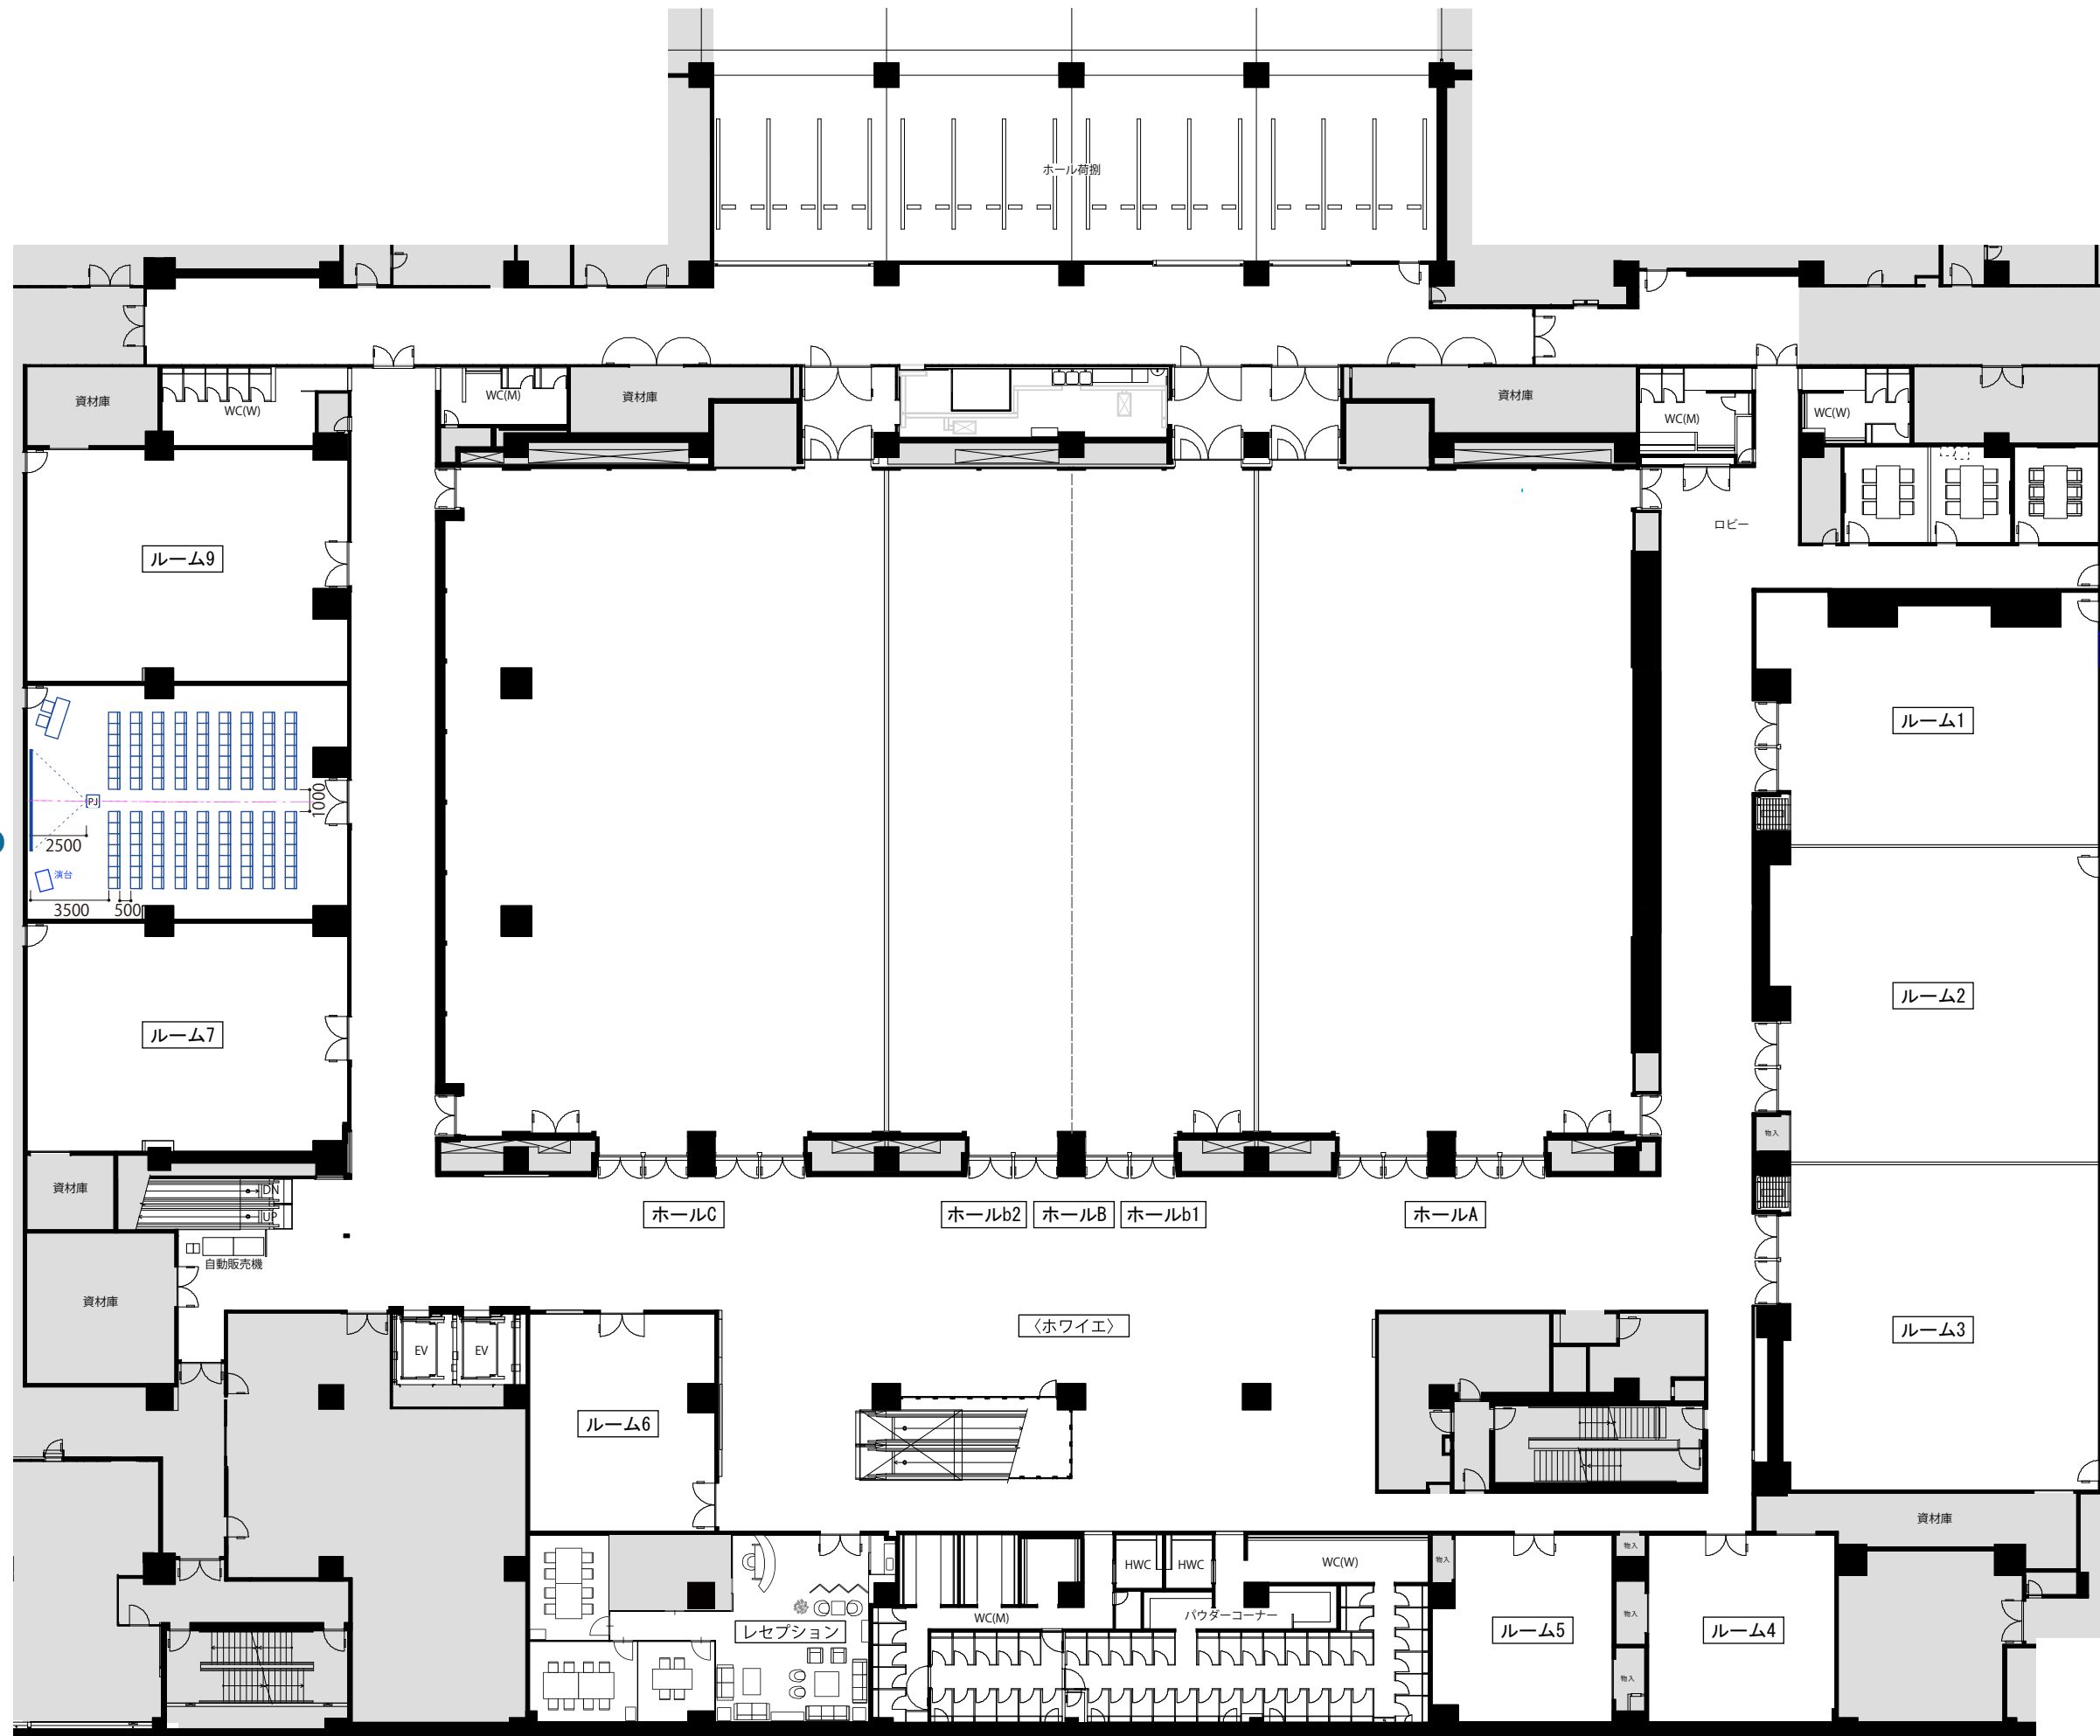 ホール荷捌
資材庫
WC(W)
WC(M)
資材庫
資材庫
WC(M)
WC(W)
ロビー
ルーム9
ルーム1
PJ
1000
2500
演台
3500
500
ルーム7
ルーム2
物入
資材庫
DN
UP
自動販売機
ホールC
ホールb2
ホールB
ホールb1
ホールA
資材庫
〈ホワイエ〉
ルーム3
EV
EV
ルーム6
資材庫
HWC
HWC
WC(W)
物入
物入
WC(M)
パウダーコーナー
レセプション
ルーム5
物入
ルーム4
物入